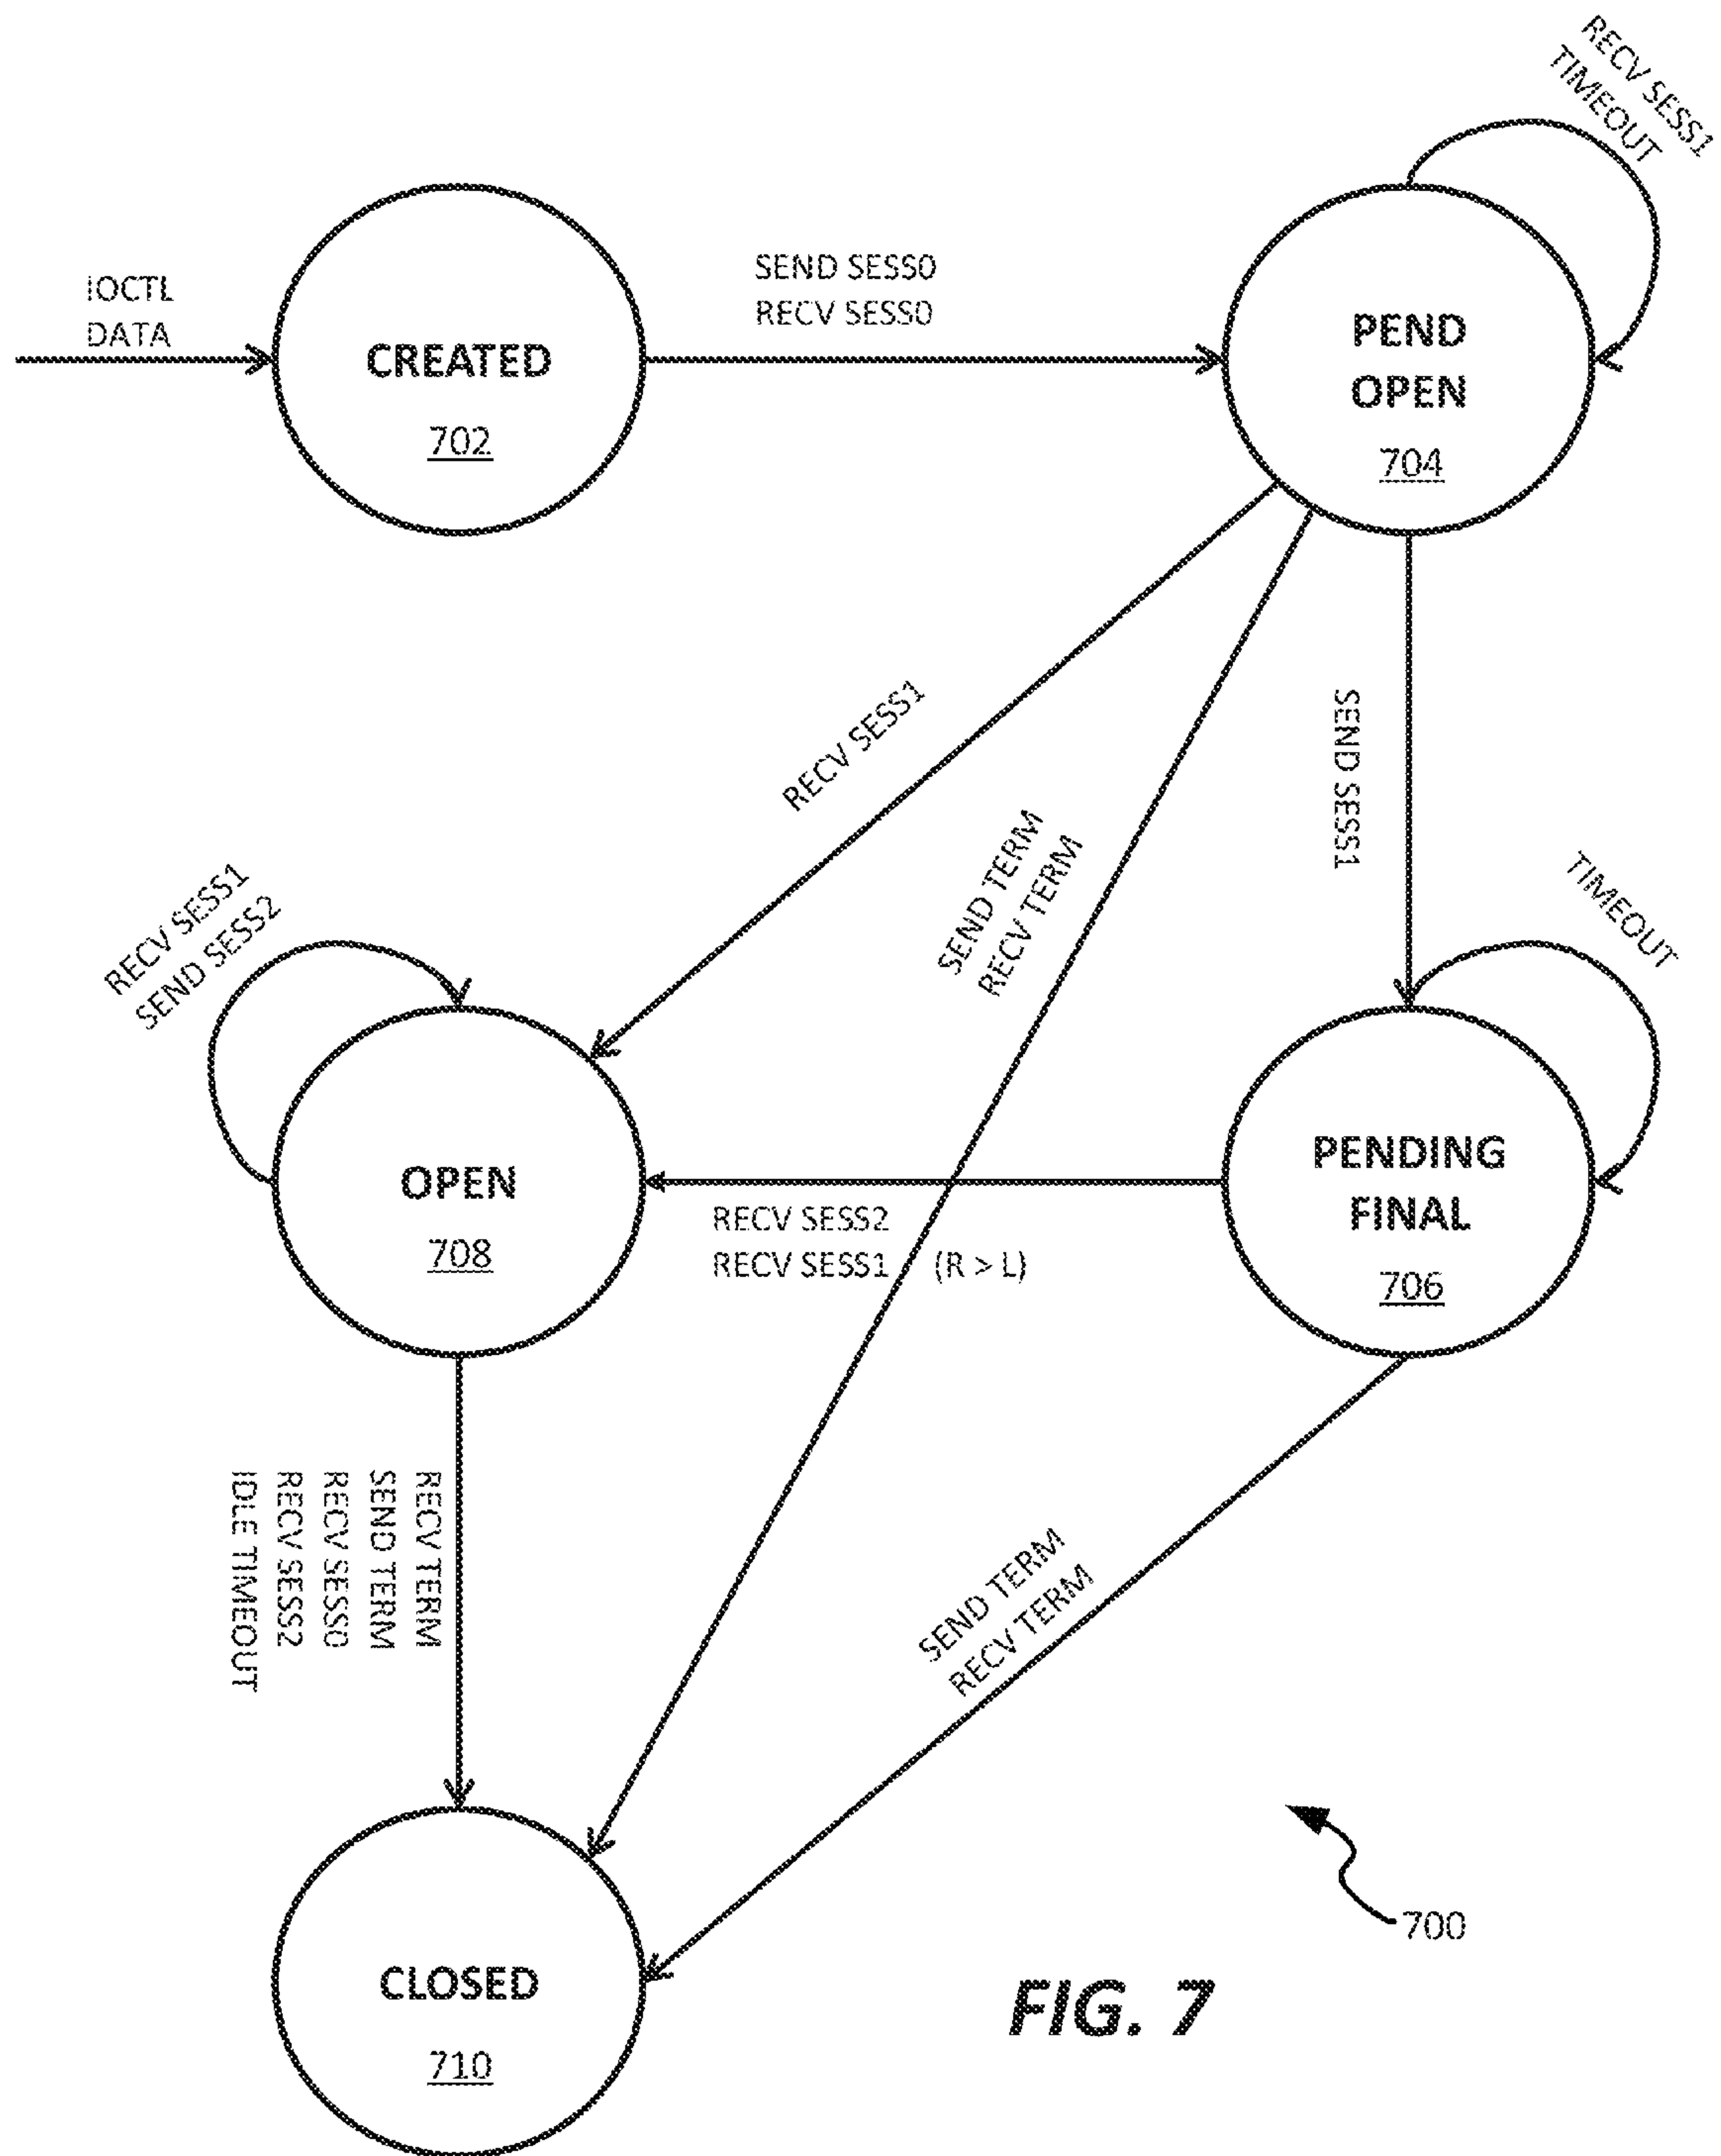 RECV SESS1
TIMEOUT
IOCTL
DATA
CREATED
702
SEND SESS0
RECV SESS0
PEND
OPEN
704
RECV SESS1
SEND TERM
RECV TERM
SEND SESS1
RECV SESS1
SEND SESS2
TIMEOUT
OPEN
708
RECV SESS2
RECV SESS1 (R > L)
PENDING
FINAL
706
RECV TERM
SEND TERM
RECV SESS0
RECV SESS2
IDLE TIMEOUT
SEND TERM
RECV TERM
CLOSED
710
700
FIG. 7